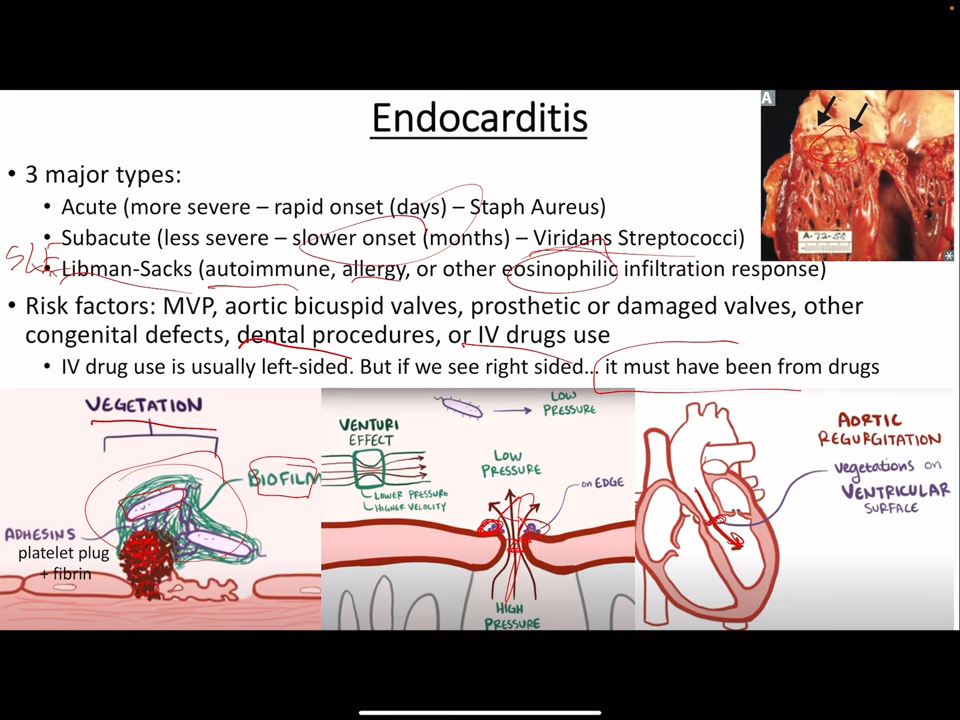 Endocarditis
A
• 3 major types:
• Acute (more severe – rapid onset (days) – Staph Aureus)
• Subacute (less severe – slower onset (months) – Viridans Streptococci)
SLE
• Libman-Sacks (autoimmune, allergy, or other eosinophilic infiltration response)
• Risk factors: MVP, aortic bicuspid valves, prosthetic or damaged valves, other
congenital defects, dental procedures, or IV drugs use
• IV drug use is usually left-sided. But if we see right sided… it must have been from drugs
VEGETATION
BIOFILM
ADHESINS
platelet plug
+ fibrin
LOW
PRESSURE
VENTURI
EFFECT
LOWER PRESSURE
HIGHER VELOCITY
LOW
PRESSURE
on EDGE
HIGH
PRESSURE
AORTIC
REGURGITATION
vegetations on
VENTRICULAR
SURFACE